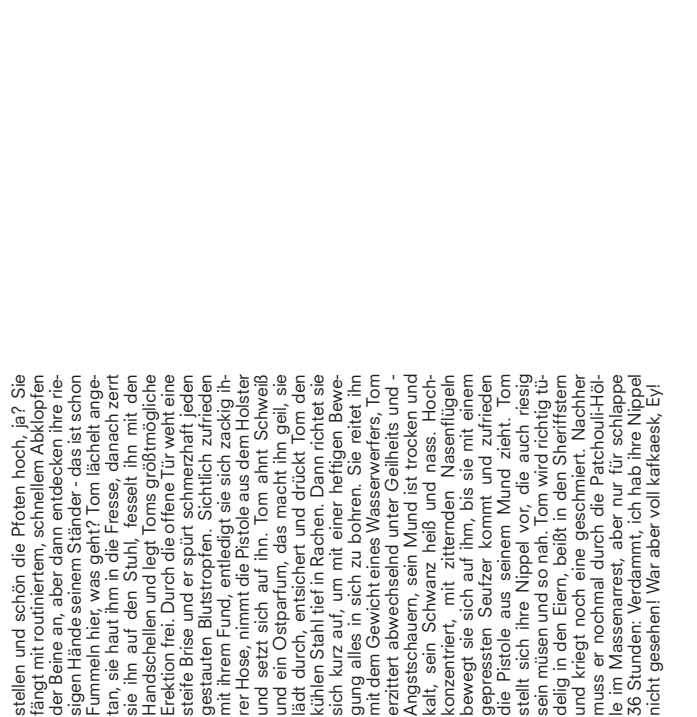 stellen und schön die Pfoten hoch, ja? Sie
fängt mit routiniertem, schnellem Abklopfen
der Beine an, aber dann entdecken ihre rie-
sigen Hände seinem Ständer - das ist schon
Fummeln hier, was geht? Tom lächelt ange-
tan, sie haut ihm in die Fresse, danach zerrt
sie ihn auf den Stuhl, fesselt ihn mit den
Handschellen und legt Toms größtmögliche
Erektion frei. Durch die offene Tür weht eine
steife Brise und er spürt schmerzhaft jeden
gestauten Blutstropfen. Sichtlich zufrieden
mit ihrem Fund, entledigt sie sich zackig ih-
rer Hose, nimmt die Pistole aus dem Holster
und setzt sich auf ihn. Tom ahnt Schweiß
und ein Ostparfum, das macht ihn geil, sie
lädt durch, entsichert und drückt Tom den
kühlen Stahl tief in Rachen. Dann richtet sie
sich kurz auf, um mit einer heftigen Bewe-
gung alles in sich zu bohren. Sie reitet ihn
mit dem Gewicht eines Wasserwerfers, Tom
erzittert abwechselnd unter Geilheits und -
Angstschauern, sein Mund ist trocken und
kalt, sein Schwanz heiß und nass. Hoch-
konzentriert, mit zitternden Nasenflügeln
bewegt sie sich auf ihm, bis sie mit einem
gepressten Seufzer kommt und zufrieden
die Pistole aus seinem Mund zieht. Tom
stellt sich ihre Nippel vor, die auch riesig
sein müsen und so nah. Tom wird richtig tü-
delig in den Eiern, beißt in den Sheriffstern
und kriegt noch eine geschmiert. Nachher
muss er nochmal durch die Patchouli-Höl-
le im Massenarrest, aber nur für schlappe
36 Stunden: Verdammt, ich hab ihre Nippel
nicht gesehen! War aber voll kafkaesk, Ey!